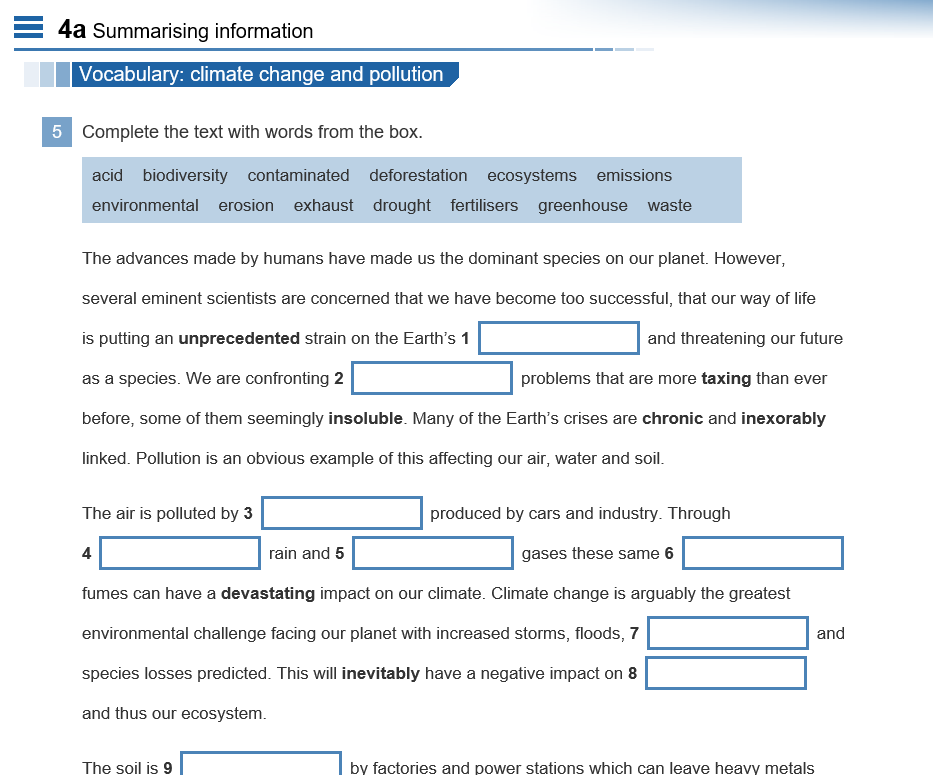 4a Summarising information
Vocabulary: climate change and pollution
5 Complete the text with words from the box.
acid biodiversity contaminated deforestation ecosystems emissions
environmental erosion exhaust drought fertilisers greenhouse waste
The advances made by humans have made us the dominant species on our planet. However,
several eminent scientists are concerned that we have become too successful, that our way of life
is putting an unprecedented strain on the Earth's 1 and threatening our future
as a species. We are confronting 2 problems that are more taxing than ever
before, some of them seemingly insoluble. Many of the Earth's crises are chronic and inexorably
linked. Pollution is an obvious example of this affecting our air, water and soil.
The air is polluted by 3 produced by cars and industry. Through
4 rain and 5 gases these same 6
fumes can have a devastating impact on our climate. Climate change is arguably the greatest
environmental challenge facing our planet with increased storms, floods, 7 and
species losses predicted. This will inevitably have a negative impact on 8
and thus our ecosystem.
The soil is 9 by factories and power stations which can leave heavy metals